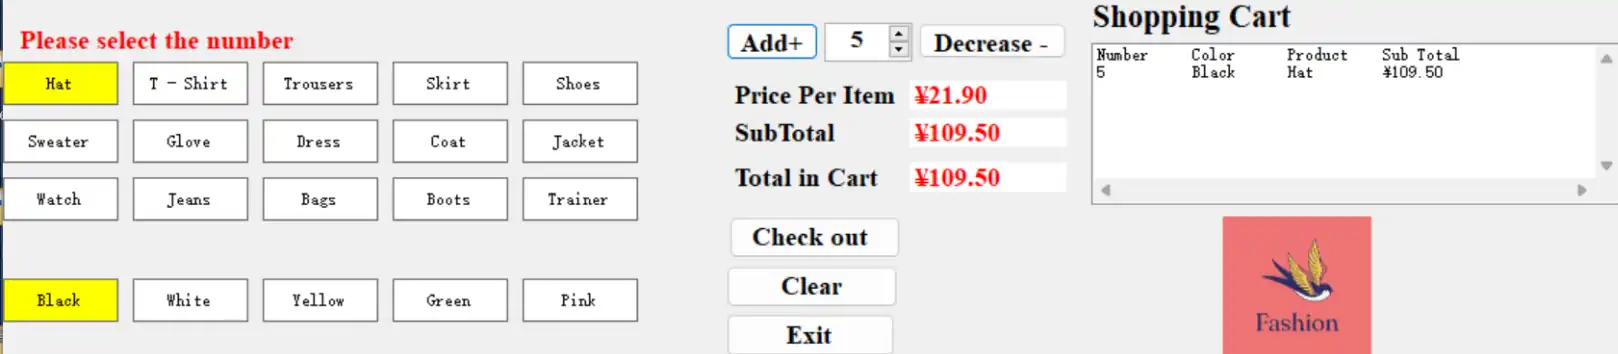 Please select the number
Hat T - Shirt Trousers Skirt Shoes
Sweater Glove Dress Coat Jacket
Watch Jeans Bags Boots Trainer
Black White Yellow Green Pink
Add+ 5 Decrease -
Price Per Item ¥21.90
SubTotal ¥109.50
Total in Cart ¥109.50
Check out
Clear
Exit
Shopping Cart
Number Color Product Sub Total
5 Black Hat ¥109.50
Fashion